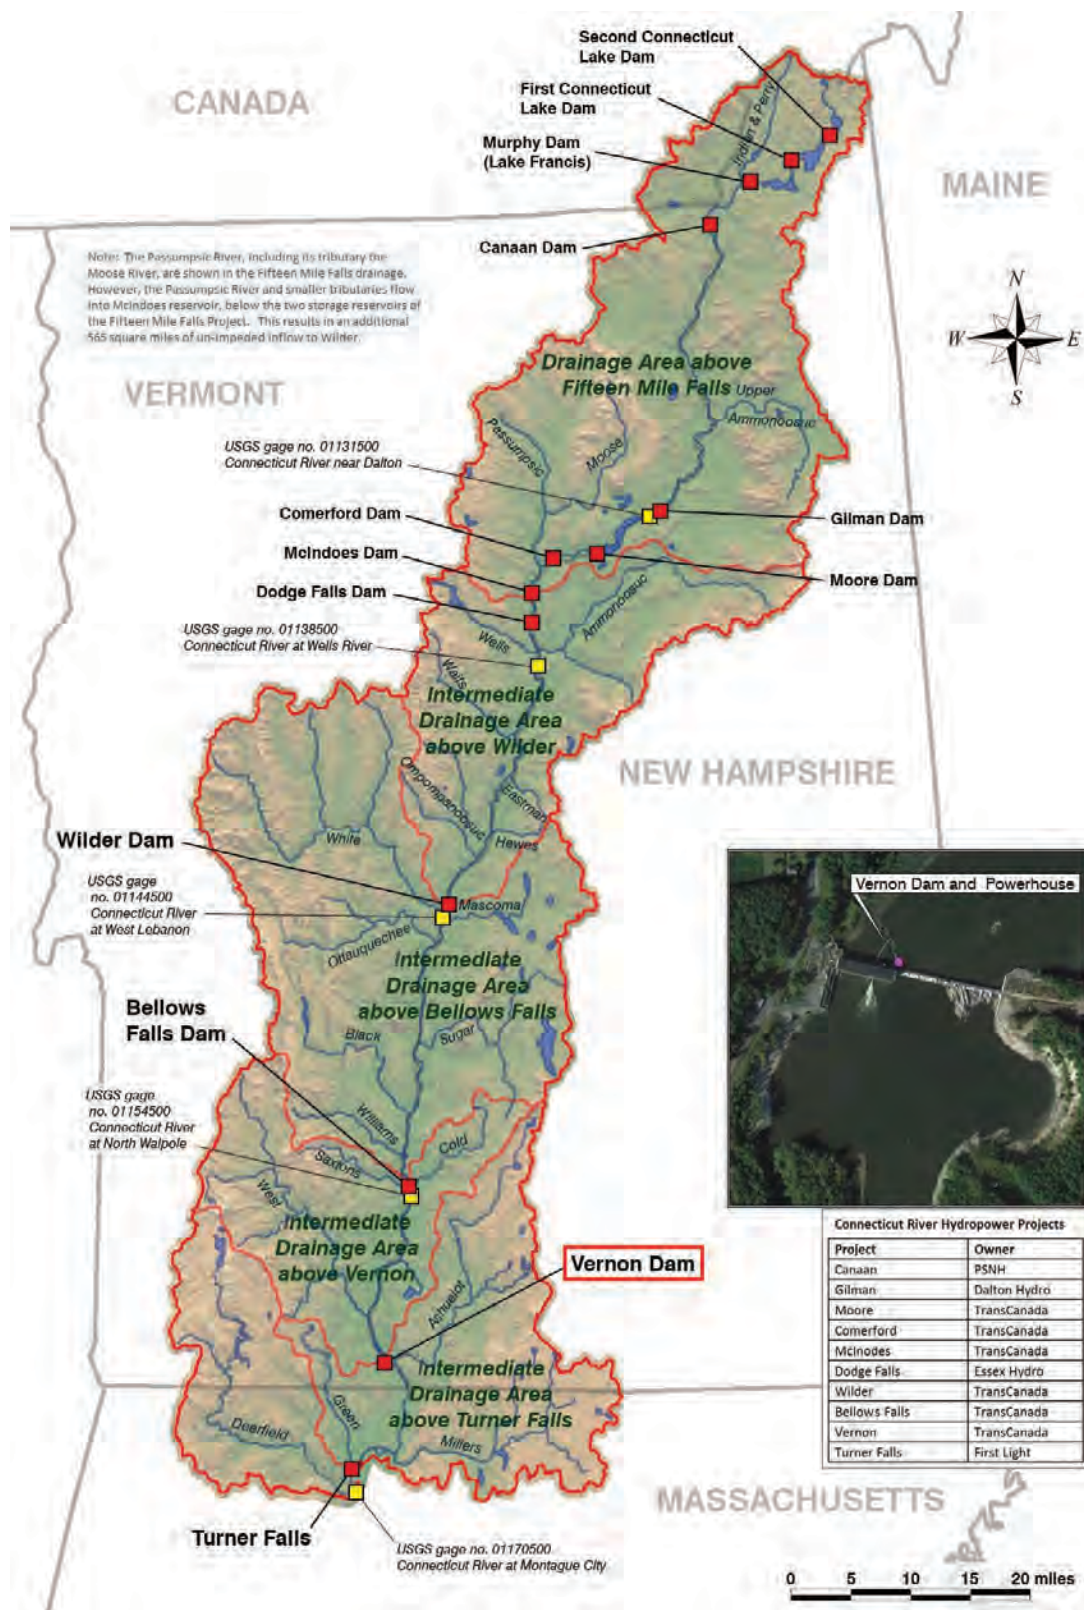 Second Connecticut
Lake Dam
First Connecticut
Lake Dam
Murphy Dam
(Lake Francis)
Indian & Perry
CANADA
MAINE
Canaan Dam
Note: The Passumpsic River, including its tributary the
Moose River, are shown in the Fifteen Mile Falls drainage.
However, the Passumpsic River and smaller tributaries flow
into McIndoes reservoir, below the two storage reservoirs of
the Fifteen Mile Falls Project. This results in an additional
565 square miles of un-impeded inflow to Wilder.
N
W
E
S
Drainage Area above
Fifteen Mile Falls
Upper
Ammonoosuc
VERMONT
Passumpsic
Moose
USGS gage no. 01131500
Connecticut River near Dalton
Comerford Dam
Gilman Dam
McIndoes Dam
Moore Dam
Dodge Falls Dam
Ammonoosuc
USGS gage no. 01138500
Connecticut River at Wells River
Wells
Waits
Intermediate
Drainage Area
above Wilder
NEW HAMPSHIRE
Ompompanoosuc
Eastman
Hewes
White
Wilder Dam
USGS gage
no. 01144500
Connecticut River
at West Lebanon
Mascoma
Ottauquechee
Vernon Dam and Powerhouse
Intermediate
Drainage Area
above Bellows Falls
Bellows
Falls Dam
Black
Sugar
USGS gage
no. 01154500
Connecticut River
at North Walpole
Williams
Cold
Saxtons
West
Intermediate
Drainage Area
above Vernon
Vernon Dam
Ashuelot
Connecticut River Hydropower Projects
Project Owner
Canaan PSNH
Gilman Dalton Hydro
Moore TransCanada
Comerford TransCanada
McInodes TransCanada
Dodge Falls Essex Hydro
Wilder TransCanada
Bellows Falls TransCanada
Vernon TransCanada
Turner Falls First Light
Intermediate
Drainage Area
above Turner Falls
Green
Deerfield
Millers
MASSACHUSETTS
Turner Falls
USGS gage no. 01170500
Connecticut River at Montague City
0 5 10 15 20 miles